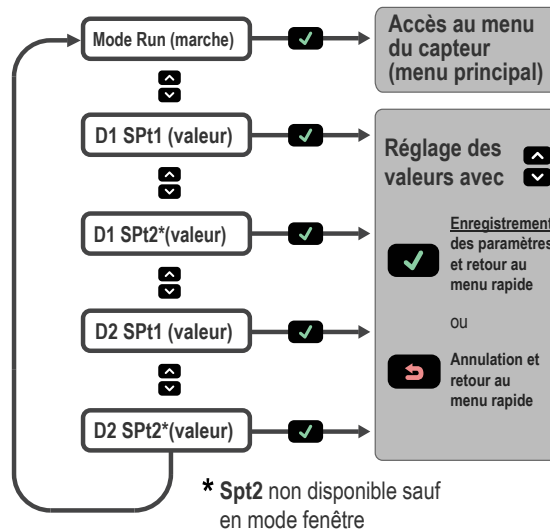 Mode Run (marche)
Accès au menu
du capteur
(menu principal)
D1 SPt1 (valeur)
D1 SPt2*(valeur)
D2 SPt1 (valeur)
D2 SPt2*(valeur)
Réglage des
valeurs avec
Enregistrement
des paramètres
et retour au
menu rapide
ou
Annulation et
retour au
menu rapide
* Spt2 non disponible sauf
en mode fenêtre